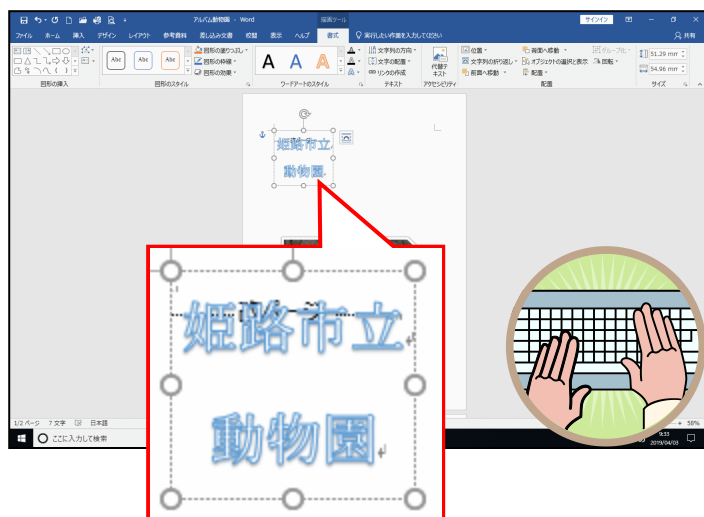 アルバム動物園 - Word
描画ツール
サインイン
ファイル ホーム 挿入 デザイン レイアウト 参考資料 差し込み文書 校閲 表示 ヘルプ 書式 実行したい作業を入力してください 共有
Abc Abc Abc
図形の塗りつぶし
図形の枠線
図形の効果
A A A
A
A
A
文字列の方向
文字の配置
リンクの作成
代替テキスト
位置
文字列の折り返し
前面へ移動
背面へ移動
オブジェクトの選択と表示
配置
グループ化
回転
51.29 mm
54.96 mm
図形の挿入 図形のスタイル ワードアートのスタイル テキスト アクセシビリティ 配置 サイズ
姫路市立
動物園
姫路市立
動物園
1/2 ページ 7 文字 日本語
+ 58%
ここに入力して検索
9:33
2019/04/03